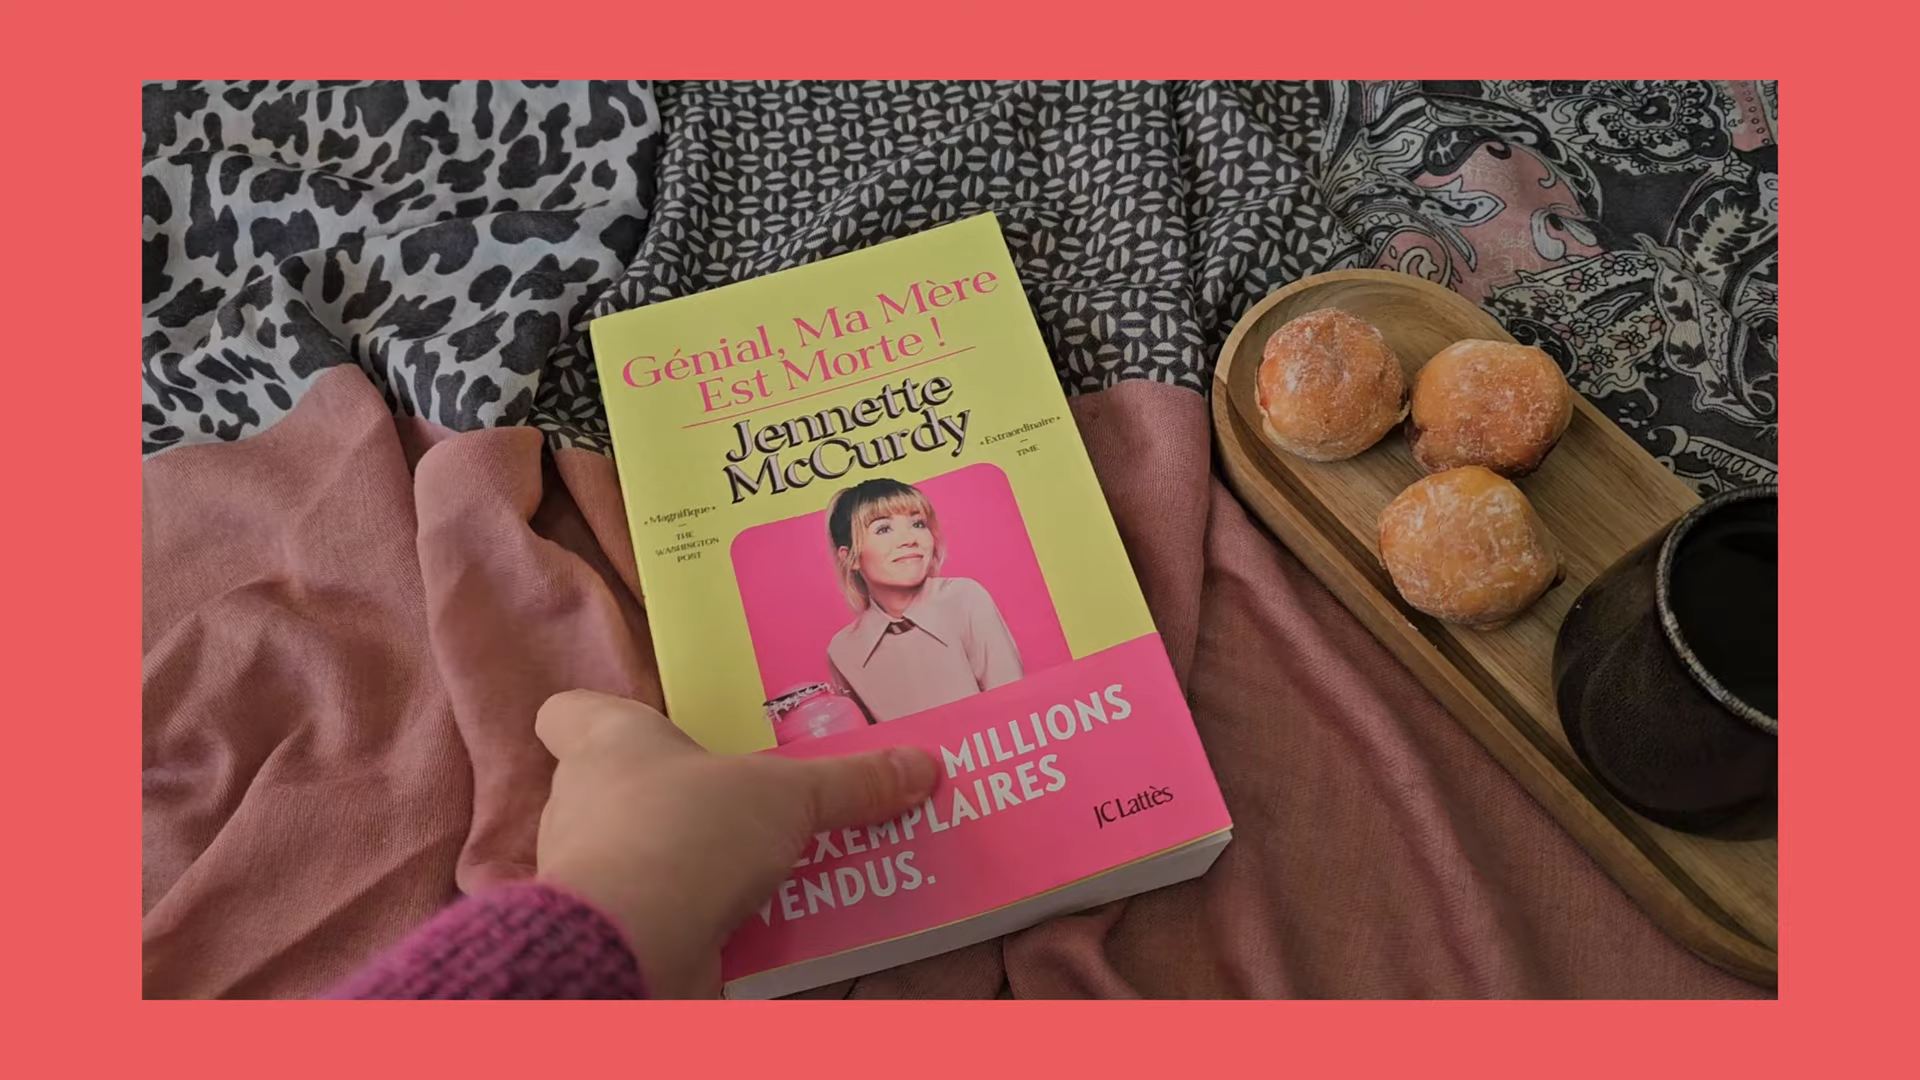 Génial, Ma Mère
Est Morte !
Jennette
McCurdy
« Extraordinaire »
—
TIME
« Magnifique »
—
THE
WASHINGTON
POST
MILLIONS
EXEMPLAIRES
VENDUS.
JC Lattès